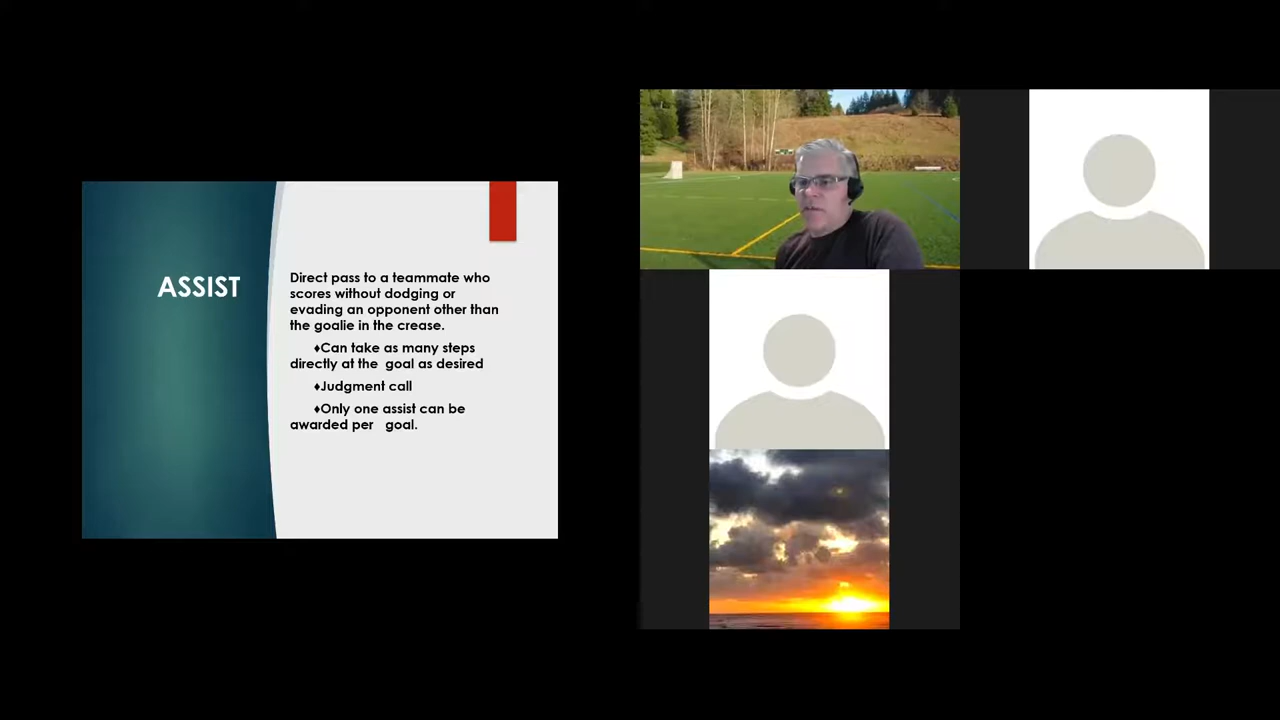 ASSIST
Direct pass to a teammate who
scores without dodging or
evading an opponent other than
the goalie in the crease.
♦Can take as many steps
directly at the goal as desired
♦Judgment call
♦Only one assist can be
awarded per goal.